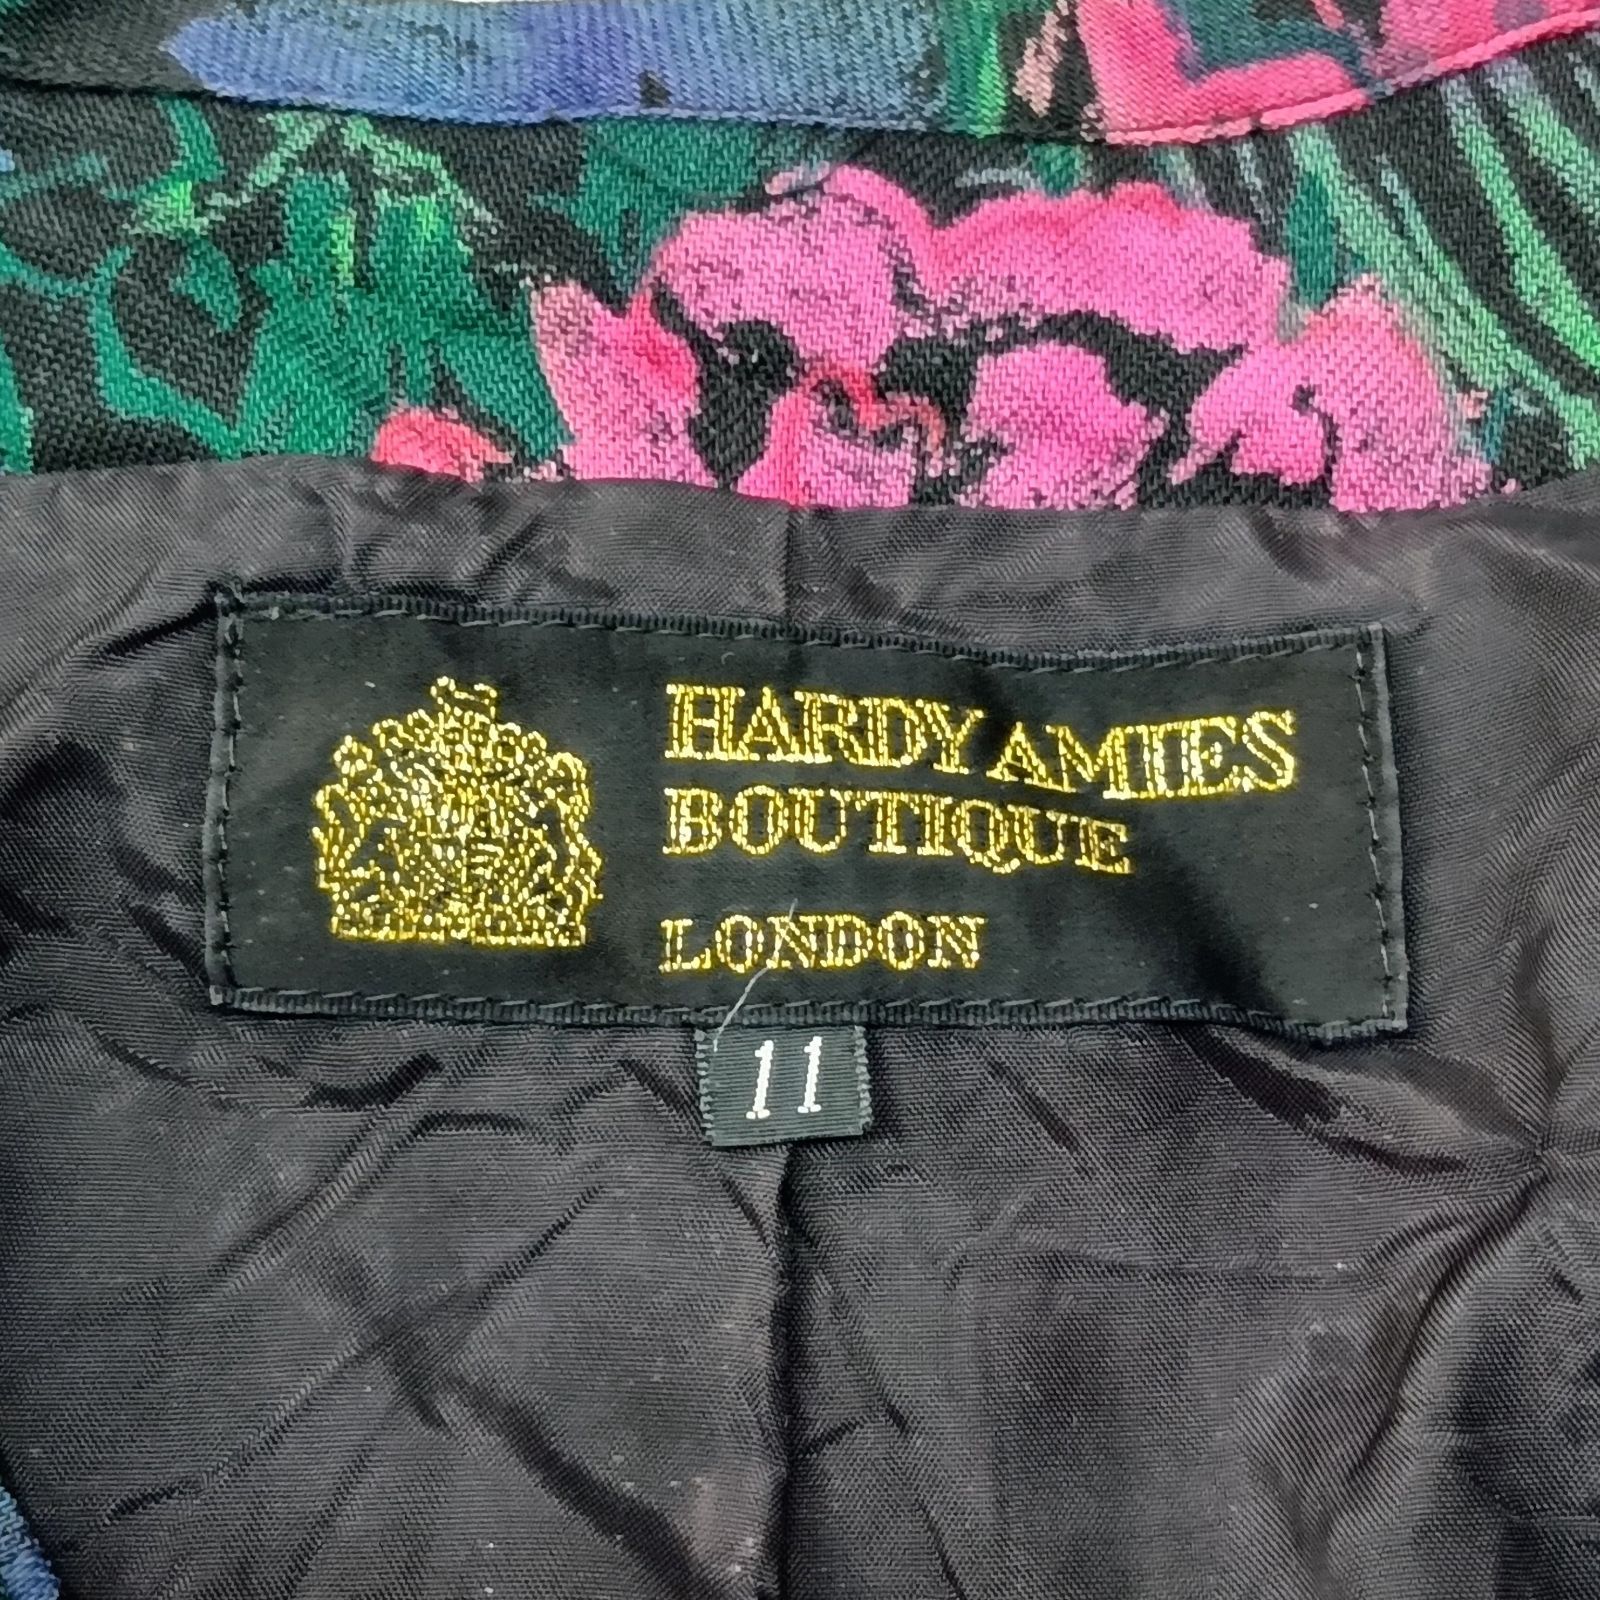 HARDY AMIES
BOUTIQUE
LONDON
11